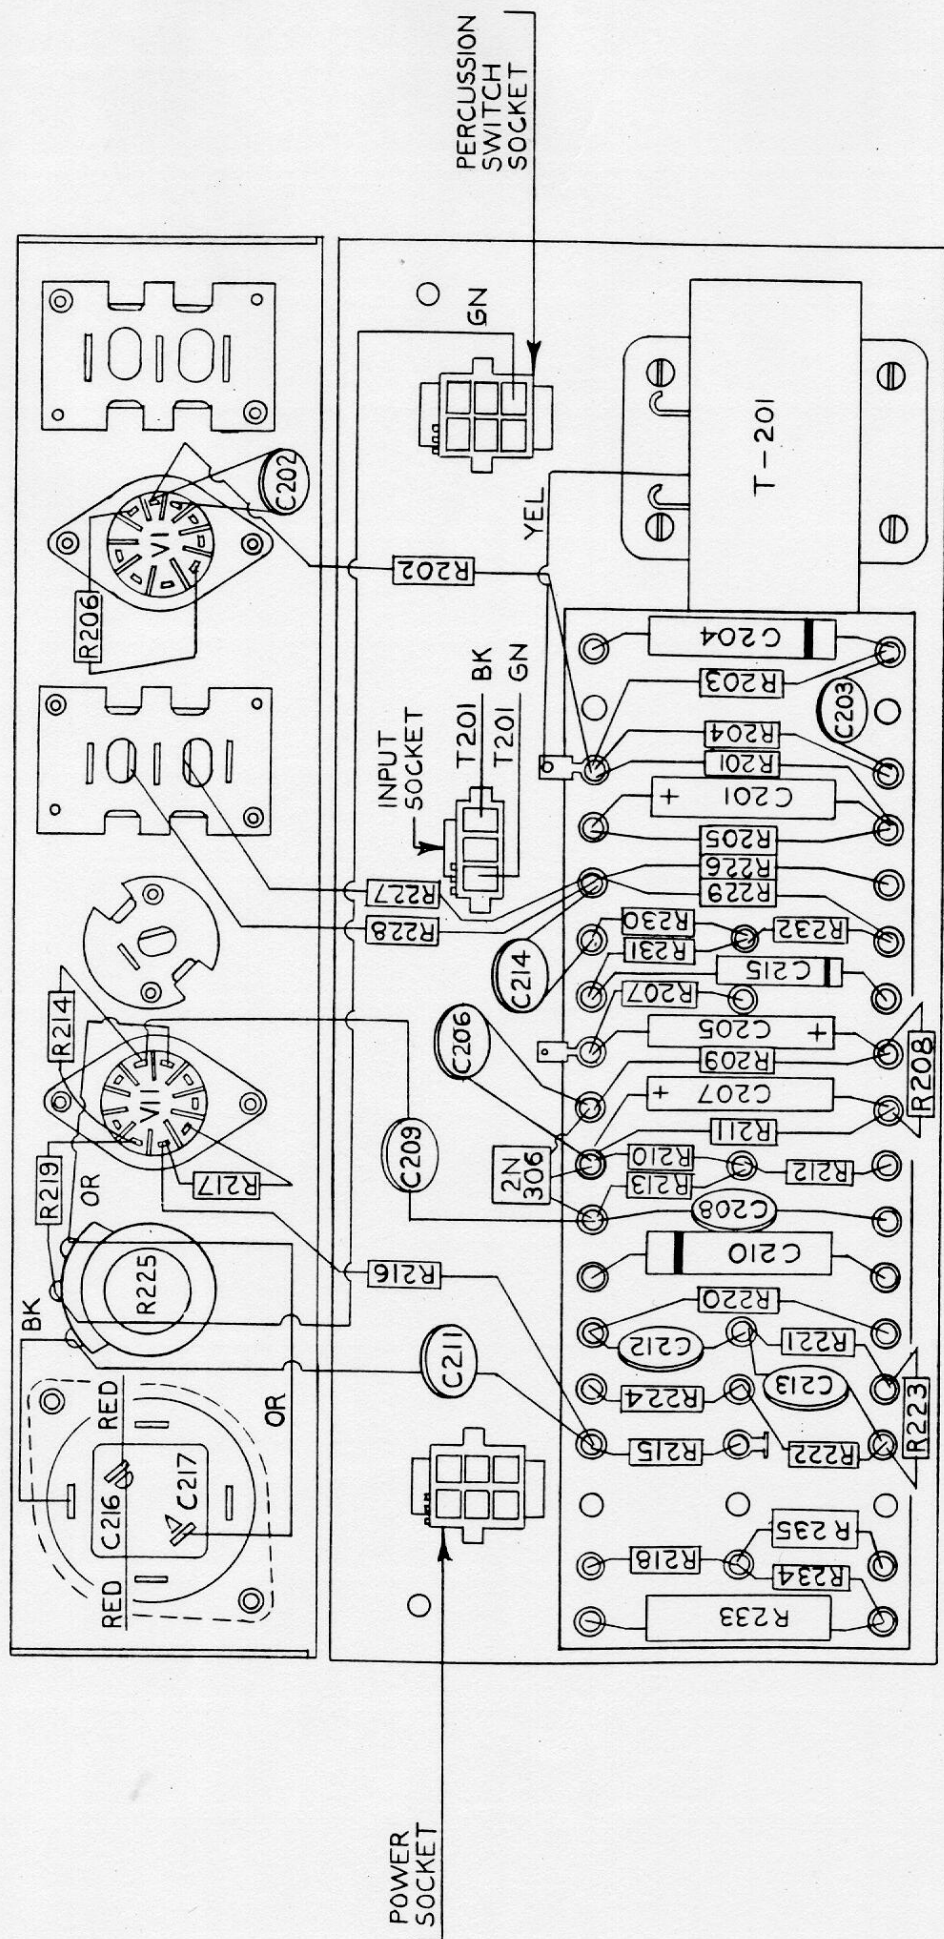 PERCUSSION
SWITCH
SOCKET
POWER
SOCKET
INPUT
SOCKET
T201 BK
T201 GN
GN
YEL
T-201
C202
V1
R206
R202
R214
V11
R219
OR
R217
R225
BK
RED
C216
C217
RED
OR
R227
R228
C214
C206
C209
2N
306
R216
C211
C204
R203
C203
R204
R201
+ C201
R205
R226
R229
R230
R231
R232
C215
R207
C205 +
R209
R208
+ C207
R211
R210
R213
R212
C208
C210
R220
C212
R221
C213
R224
R223
R215
R222
R218
R235
R234
R233